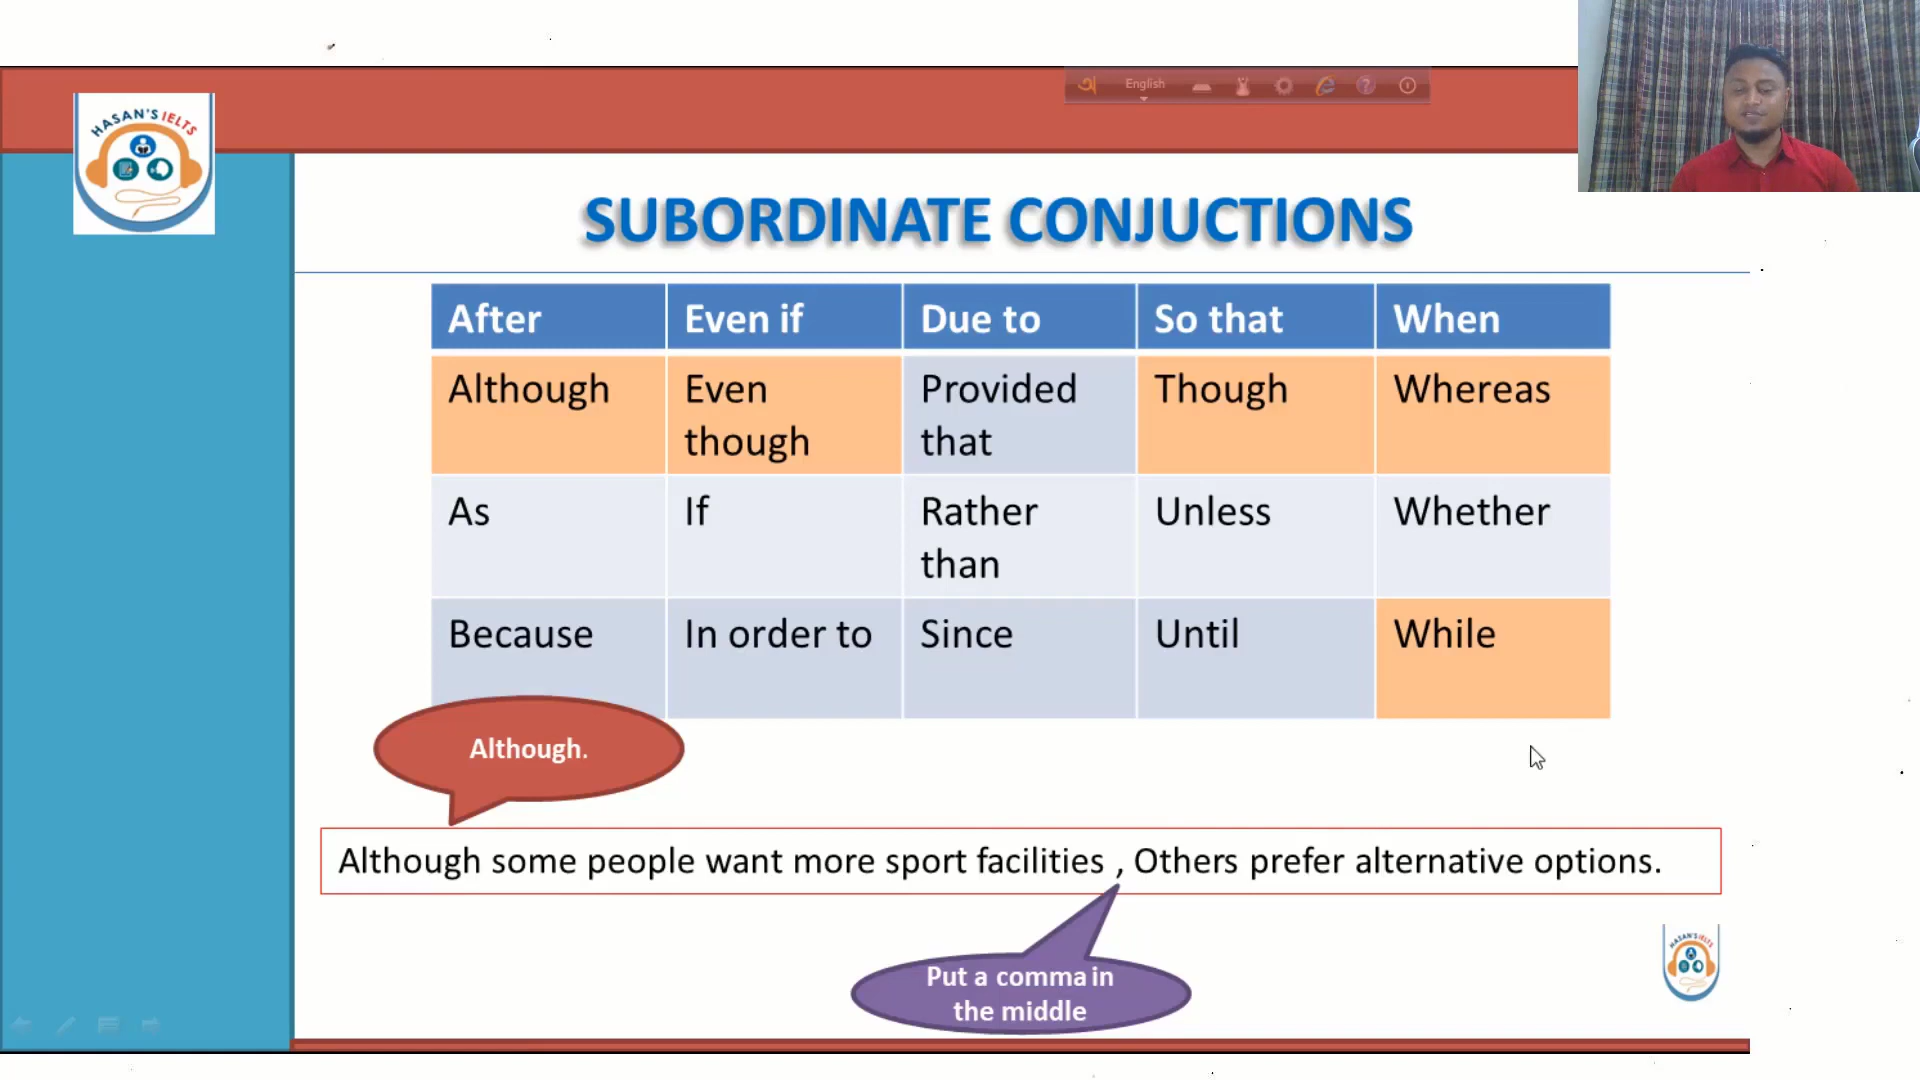 English
HASAN'S IELTS
SUBORDINATE CONJUCTIONS
After Even if Due to So that When
Although Even though Provided that Though Whereas
As If Rather than Unless Whether
Because In order to Since Until While
Although.
Although some people want more sport facilities , Others prefer alternative options.
HASAN'S IELTS
Put a comma in
the middle